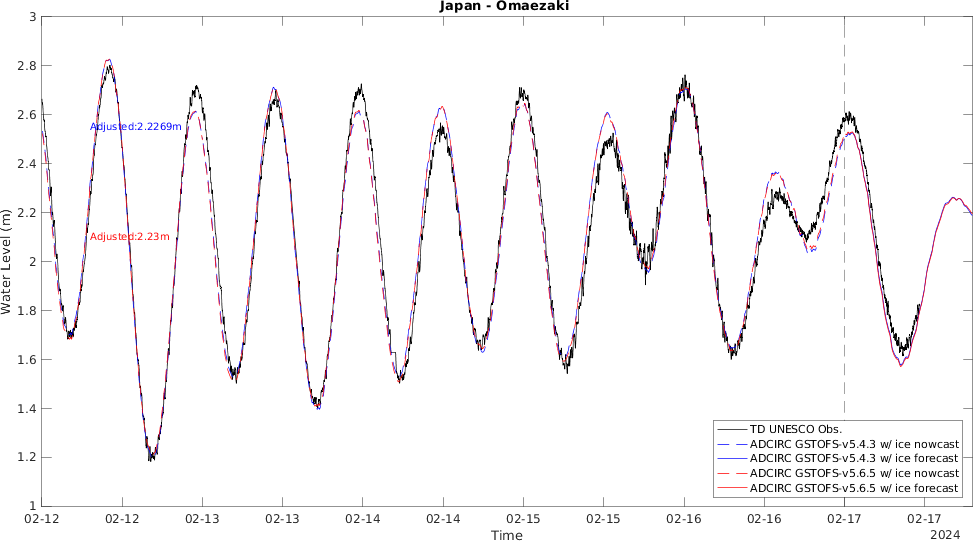 Japan - Omaezaki
3
2.8
2.6
2.4
2.2
2
1.8
1.6
1.4
1.2
1
Water Level (m)
Adjusted:2.2269m
Adjusted:2.23m
TD UNESCO Obs.
ADCIRC GSTOFS-v5.4.3 w/ ice nowcast
ADCIRC GSTOFS-v5.4.3 w/ ice forecast
ADCIRC GSTOFS-v5.6.5 w/ ice nowcast
ADCIRC GSTOFS-v5.6.5 w/ ice forecast
02-12 02-12 02-13 02-13 02-14 02-14 02-15 02-15 02-16 02-16 02-17 02-17
Time
2024